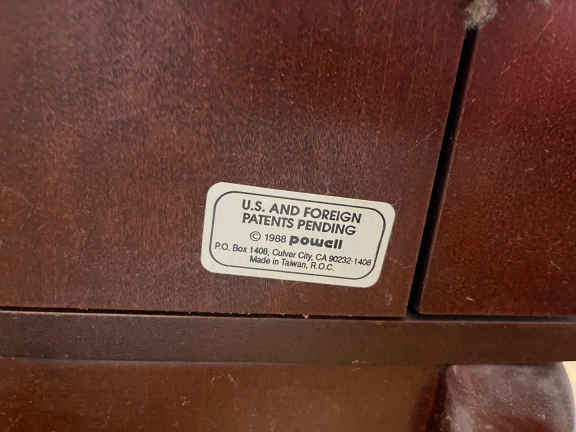 U.S. AND FOREIGN
PATENTS PENDING
© 1988 powell
P.O. Box 1408, Culver City, CA 90232-1408
Made in Taiwan, R.O.C.